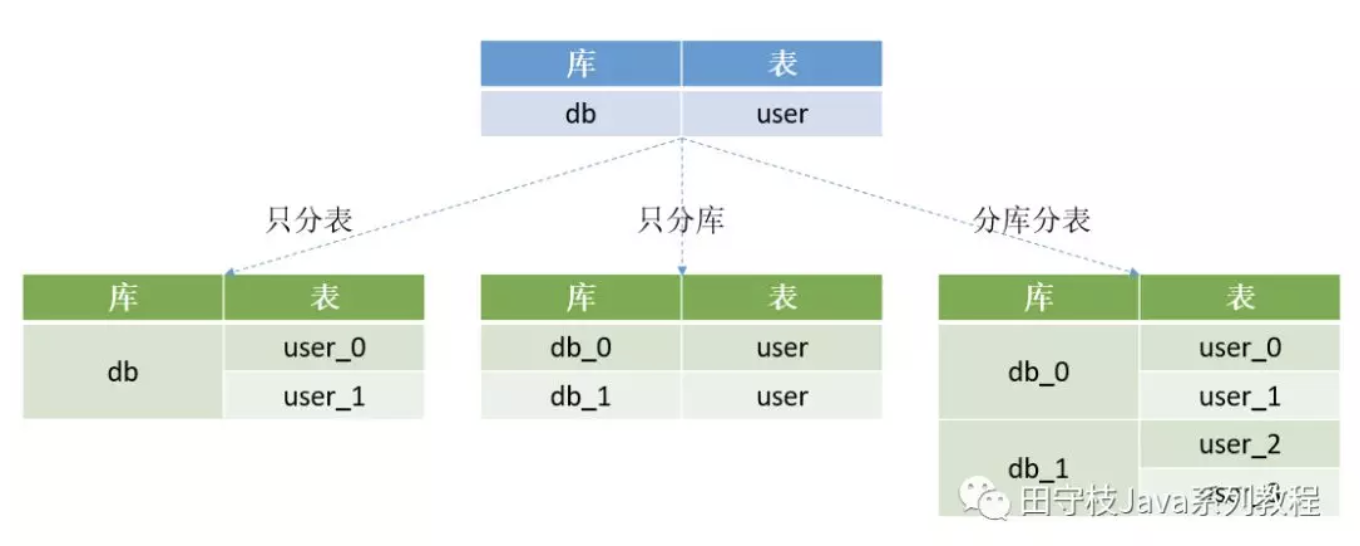 库 表
db user
只分表 只分库 分库分表
库 表 库 表 库 表
db user_0 db_0 user db_0 user_0
user_1 db_1 user user_1
db_1 user_2
田守枝Java系列教程